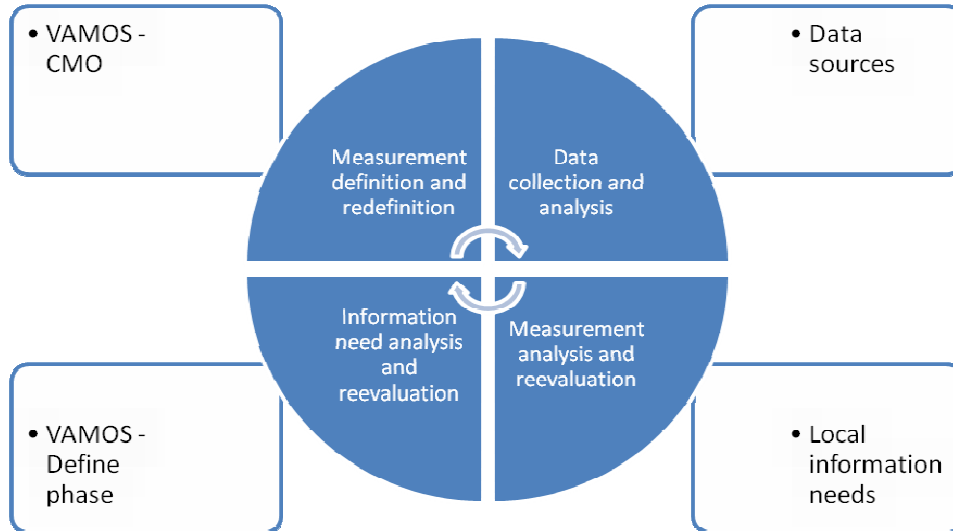 • VAMOS -
CMO
• Data
sources
Measurement
definition and
redefinition
Data
collection and
analysis
Information
need analysis
and
reevaluation
Measurement
analysis and
reevaluation
• VAMOS -
Define
phase
• Local
information
needs